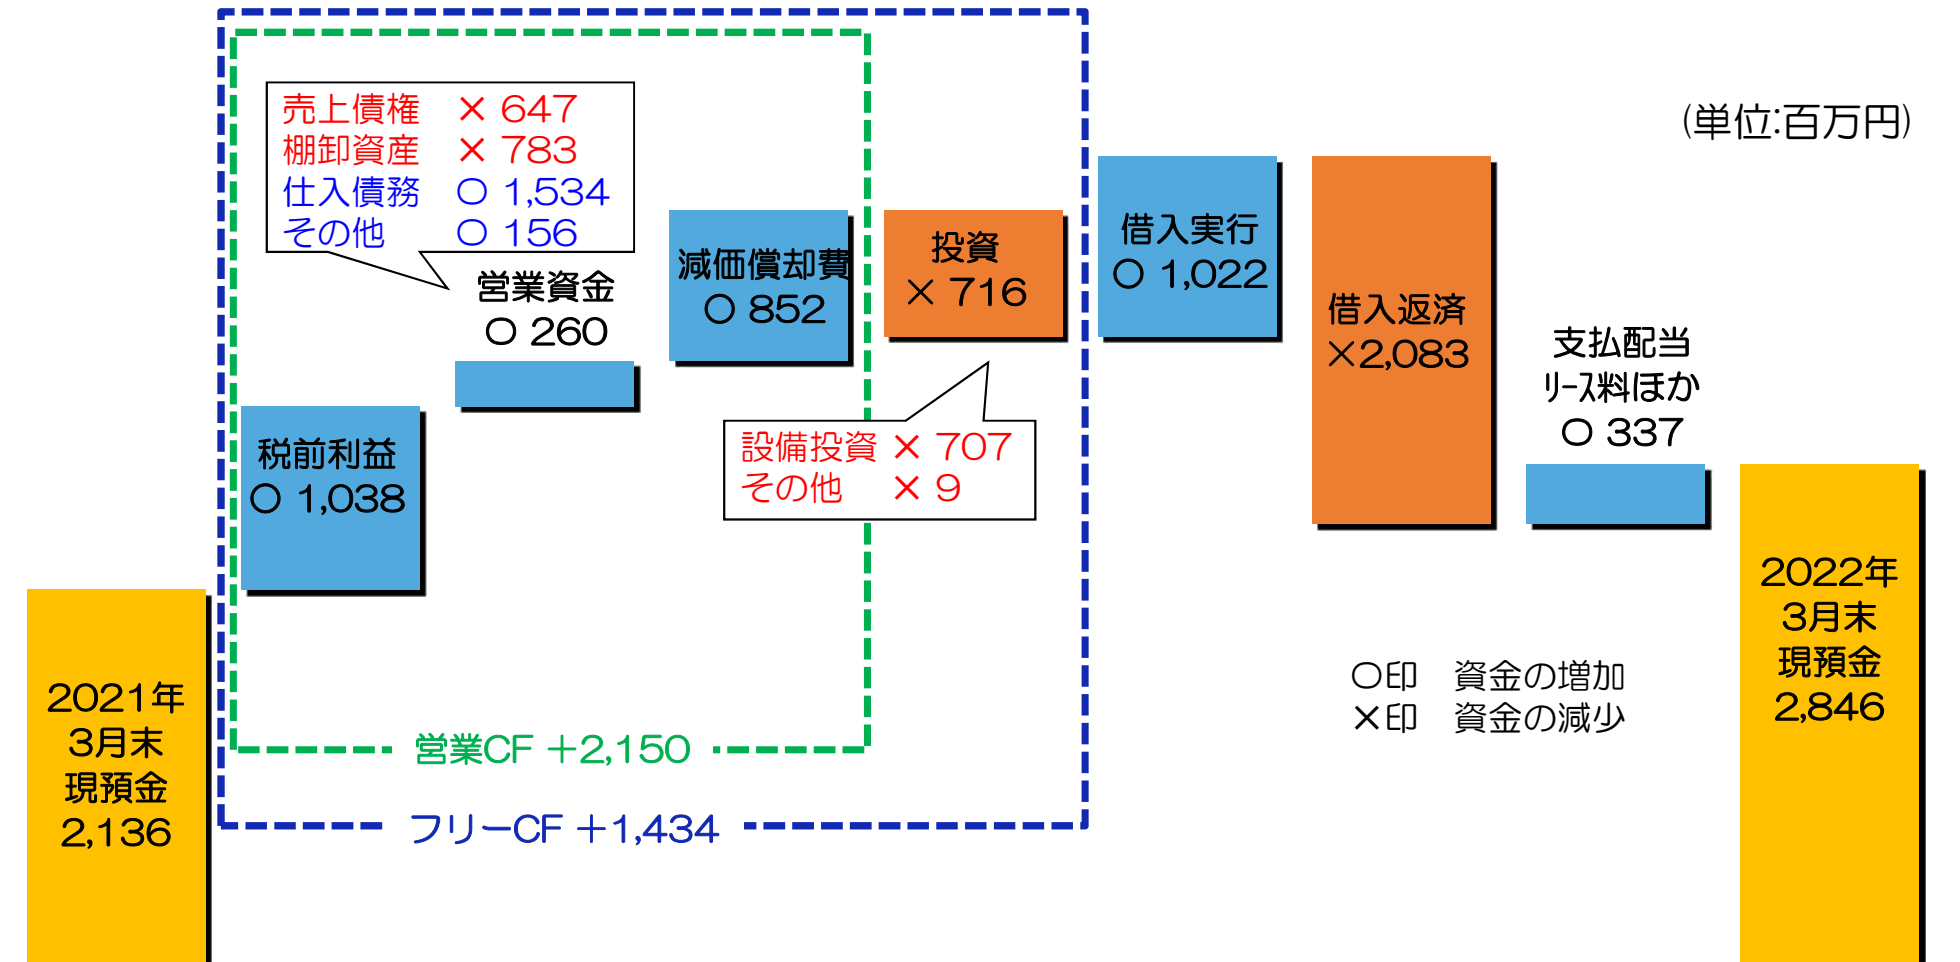 (単位:百万円)
売上債権 × 647
棚卸資産 × 783
仕入債務 〇 1,534
その他 〇 156
営業資金
〇 260
減価償却費
〇 852
投資
× 716
借入実行
〇 1,022
借入返済
×2,083
支払配当
リース料ほか
〇 337
税前利益
〇 1,038
設備投資 × 707
その他 × 9
2021年
3月末
現預金
2,136
2022年
3月末
現預金
2,846
営業CF +2,150
フリーCF +1,434
〇印 資金の増加
×印 資金の減少